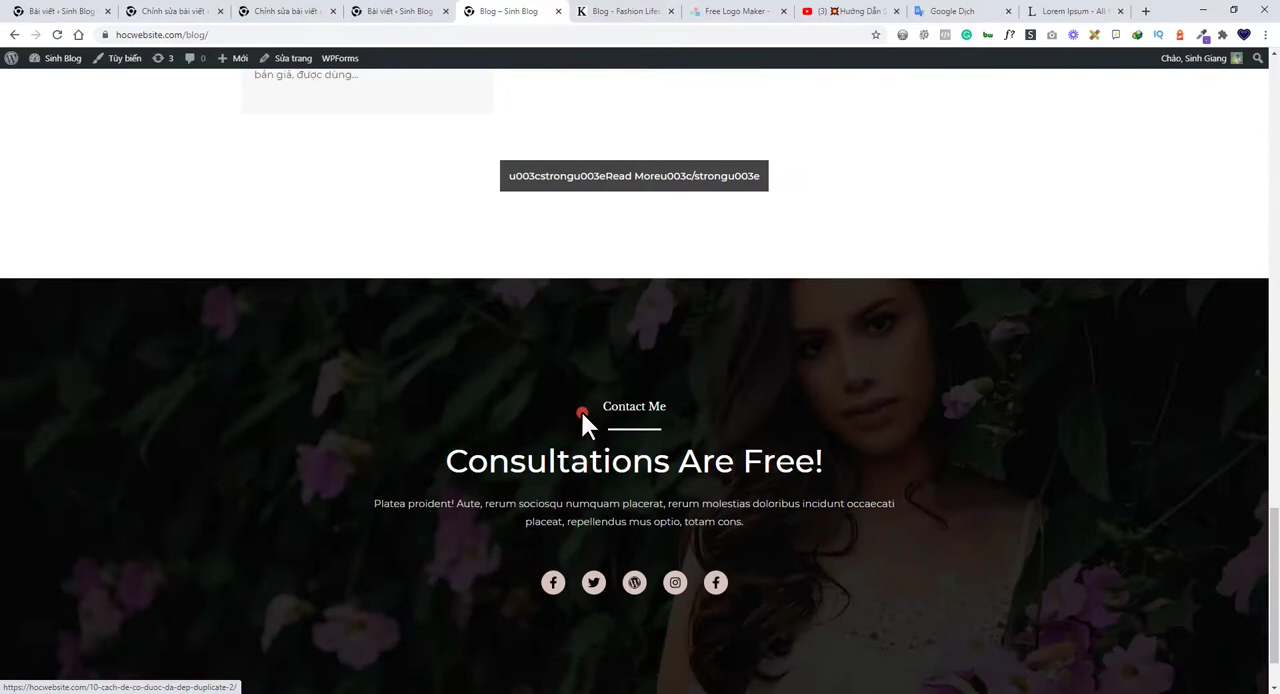 Bài viết ‹ Sinh Blog
Chỉnh sửa bài viết ‹
Chỉnh sửa bài viết ‹
Bài viết ‹ Sinh Blog
Blog – Sinh Blog
Blog - Fashion Lifes
Free Logo Maker -
(3) 💥Hướng Dẫn S
Google Dịch
Lorem Ipsum - All
hocwebsite.com/blog/
Sinh Blog
Tùy biến
3
0
Mới
Sửa trang
WPForms
Chào, Sinh Giang
bản giá, được dùng...
u003cstrongu003eRead Moreu003c/strongu003e
Contact Me
Consultations Are Free!
Platea proident! Aute, rerum sociosqu numquam placerat, rerum molestias doloribus incidunt occaecati
placeat, repellendus mus optio, totam cons.
https://hocwebsite.com/10-cach-de-co-duoc-da-dep-duplicate-2/